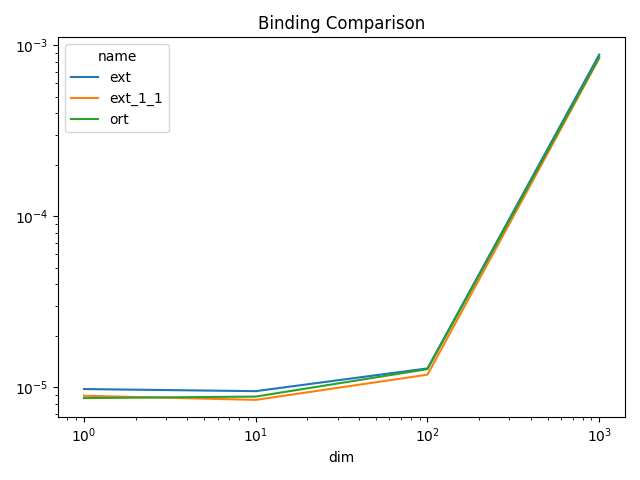 Binding Comparison
name
ext
ext_1_1
ort
10⁻³
10⁻⁴
10⁻⁵
10⁰ 10¹ 10² 10³
dim